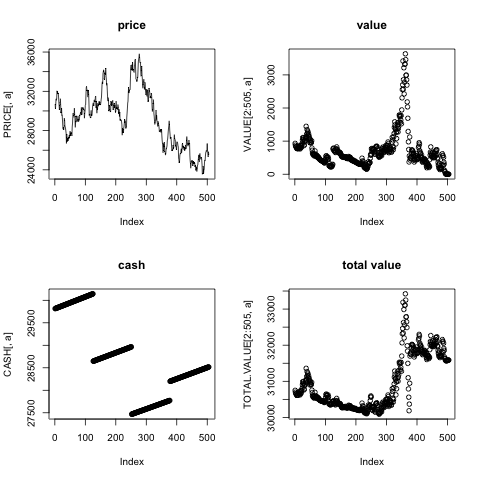 price
PRICE[, a]
36000
32000
28000
24000
0 100 200 300 400 500
Index
value
VALUE[2:505, a]
3000
2000
1000
0
0 100 200 300 400 500
Index
cash
CASH[, a]
29500
28500
27500
0 100 200 300 400 500
Index
total value
TOTAL.VALUE[2:505, a]
33000
32000
31000
30000
0 100 200 300 400 500
Index